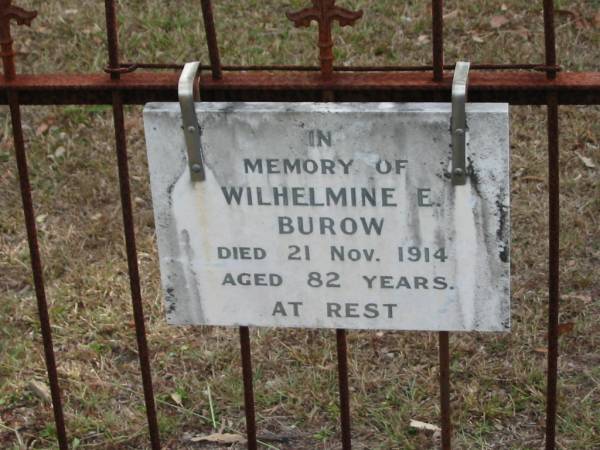 IN
MEMORY OF
WILHELMINE E.
BUROW
DIED 21 NOV. 1914
AGED 82 YEARS.
AT REST